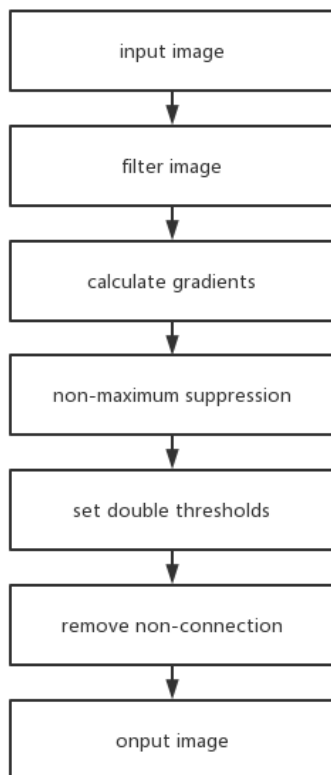 input image
filter image
calculate gradients
non-maximum suppression
set double thresholds
remove non-connection
onput image